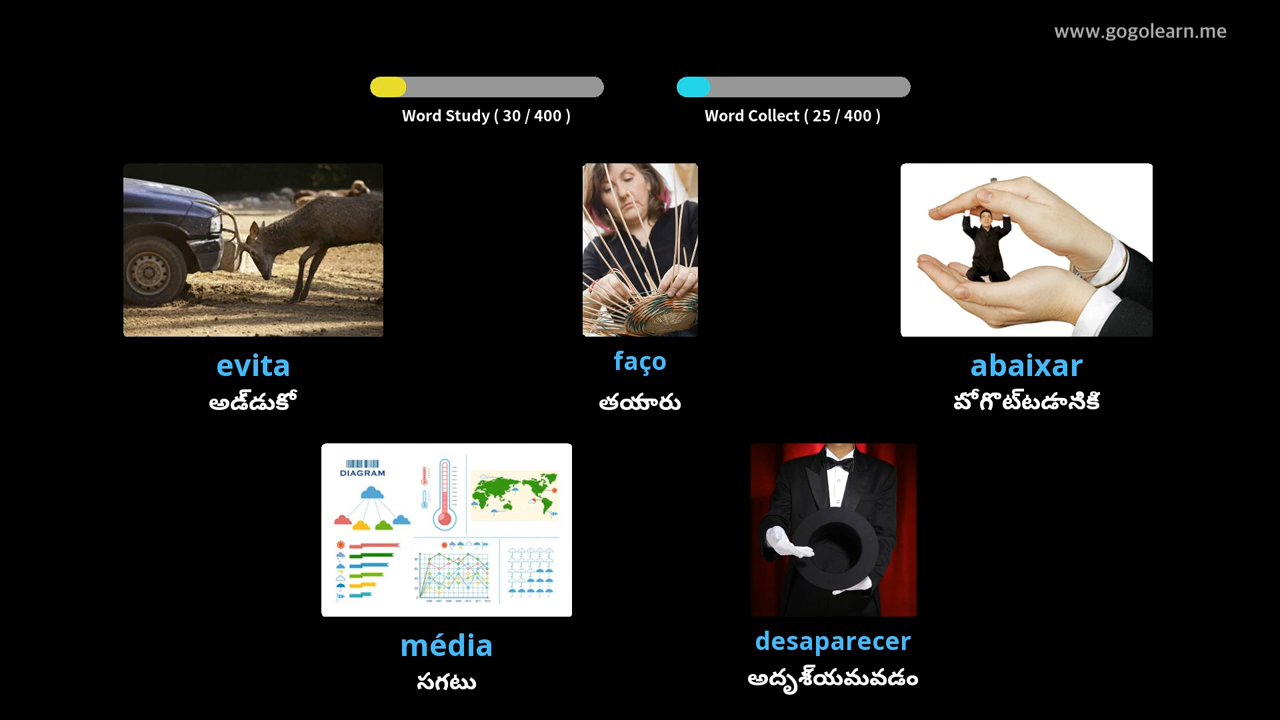 www.gogolearn.me
Word Study ( 30 / 400 )
Word Collect ( 25 / 400 )
evita
అడ్డుకో
faço
తయారు
abaixar
పోగొట్టడానికి
DIAGRAM
média
సగటు
desaparecer
అదృశ్యమవడం